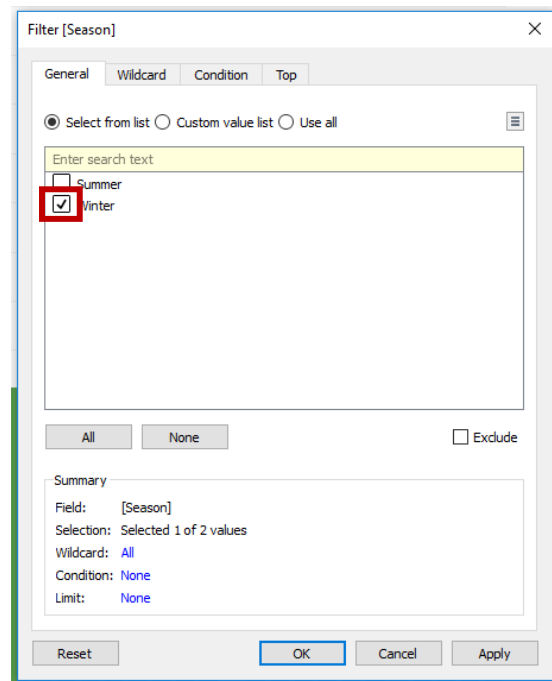 Filter [Season]
General Wildcard Condition Top
Select from list Custom value list Use all
Enter search text
Summer
Winter
All None Exclude
Summary
Field: [Season]
Selection: Selected 1 of 2 values
Wildcard: All
Condition: None
Limit: None
Reset OK Cancel Apply